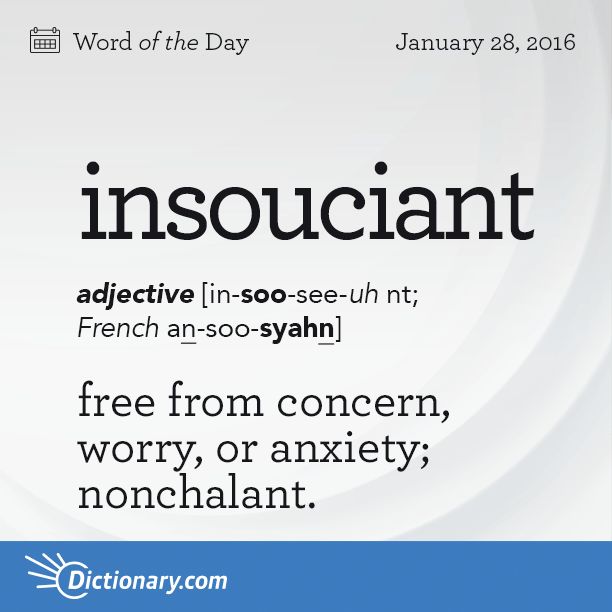 Word of the Day
January 28, 2016
insouciant
adjective [in-soo-see-uh nt;
French an-soo-syahn]
free from concern,
worry, or anxiety;
nonchalant.
Dictionary.com